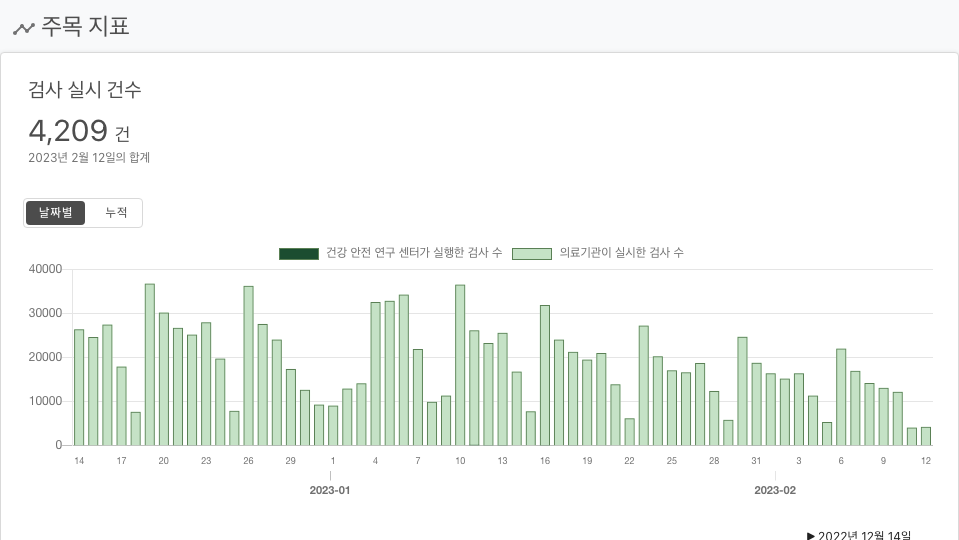 주목 지표
검사 실시 건수
4,209 건
2023년 2월 12일의 합계
날짜별 누적
건강 안전 연구 센터가 실행한 검사 수 의료기관이 실시한 검사 수
40000
30000
20000
10000
0
14 17 20 23 26 29 1 4 7 10 13 16 19 22 25 28 31 3 6 9 12
2023-01 2023-02
▶ 2022년 12월 14일